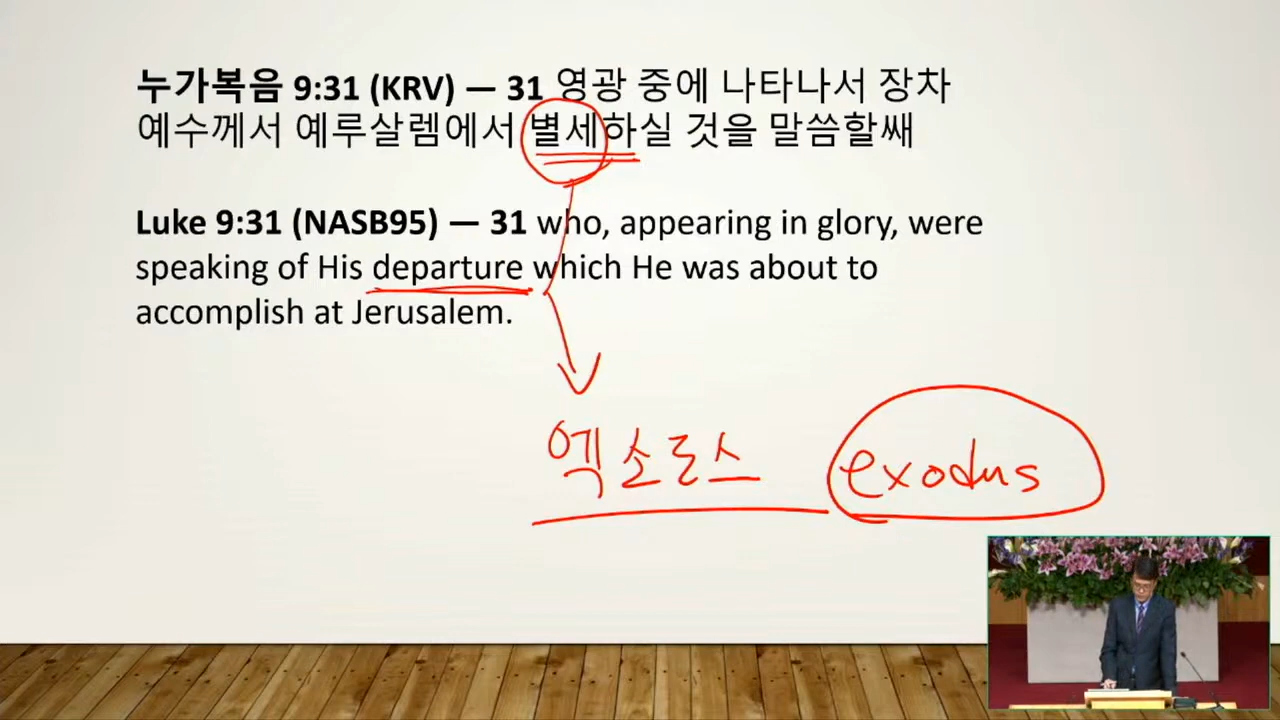 누가복음 9:31 (KRV) — 31 영광 중에 나타나서 장차
예수께서 예루살렘에서 별세하실 것을 말씀할쌔
Luke 9:31 (NASB95) — 31 who, appearing in glory, were
speaking of His departure which He was about to
accomplish at Jerusalem.
엑소로스 exodus